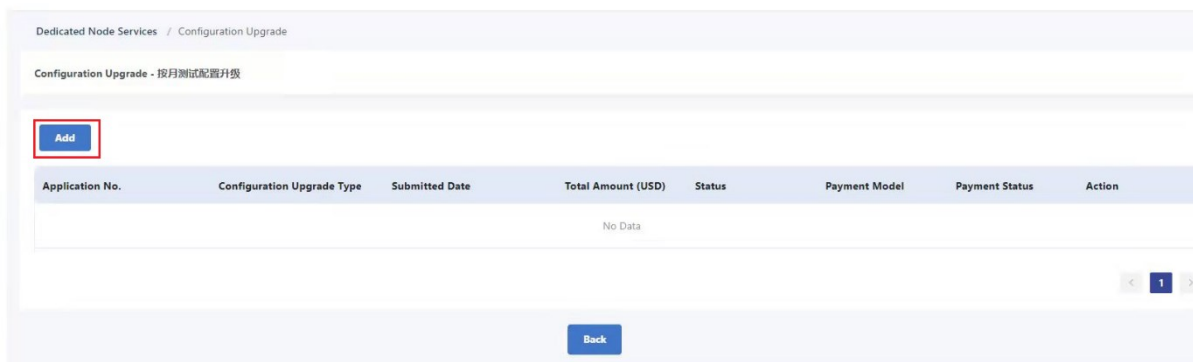 Dedicated Node Services / Configuration Upgrade
Configuration Upgrade - 按月测试配置升级
Add
Application No. Configuration Upgrade Type Submitted Date Total Amount (USD) Status Payment Model Payment Status Action
No Data
< 1 >
Back